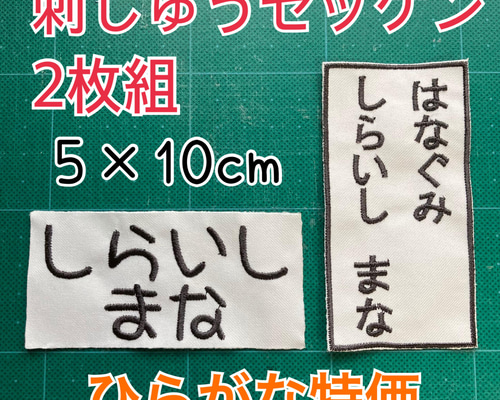 刺しゅうゼッケン
2枚組
5×10cm
はなぐみ
しらいし まな
しらいし
まな
ひらがな特価